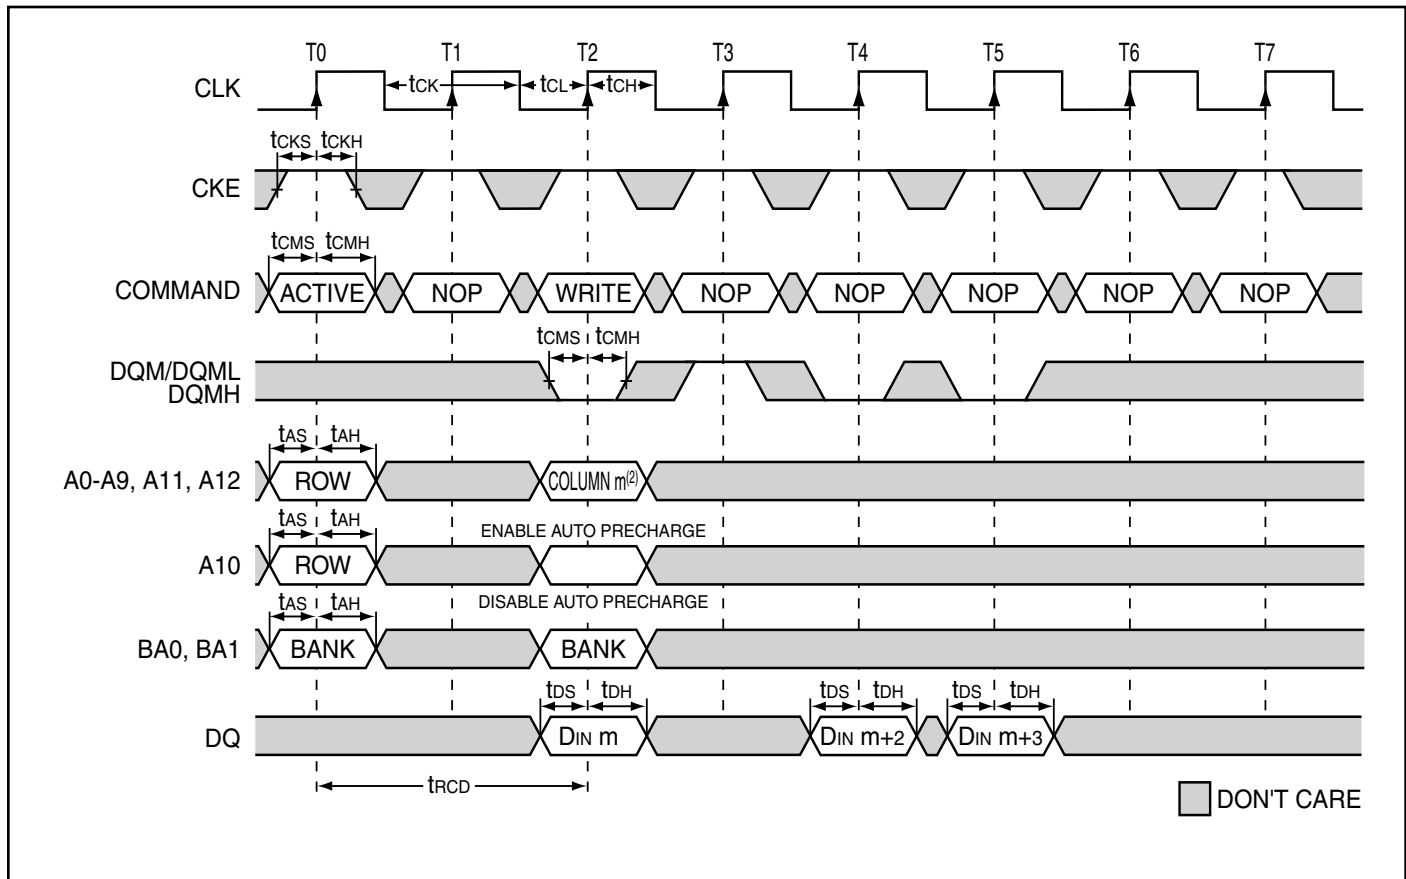 T0 T1 T2 T3 T4 T5 T6 T7
CLK tCK tCL tCH
tCKS tCKH
CKE
tCMS tCMH
COMMAND ACTIVE NOP WRITE NOP NOP NOP NOP NOP
tCMS tCMH
DQM/DQML
DQMH
tAS tAH
A0-A9, A11, A12 ROW COLUMN m(2)
tAS tAH ENABLE AUTO PRECHARGE
A10 ROW
tAS tAH DISABLE AUTO PRECHARGE
BA0, BA1 BANK BANK
tDS tDH tDS tDH tDS tDH
DQ DIN m DIN m+2 DIN m+3
tRCD
DON'T CARE